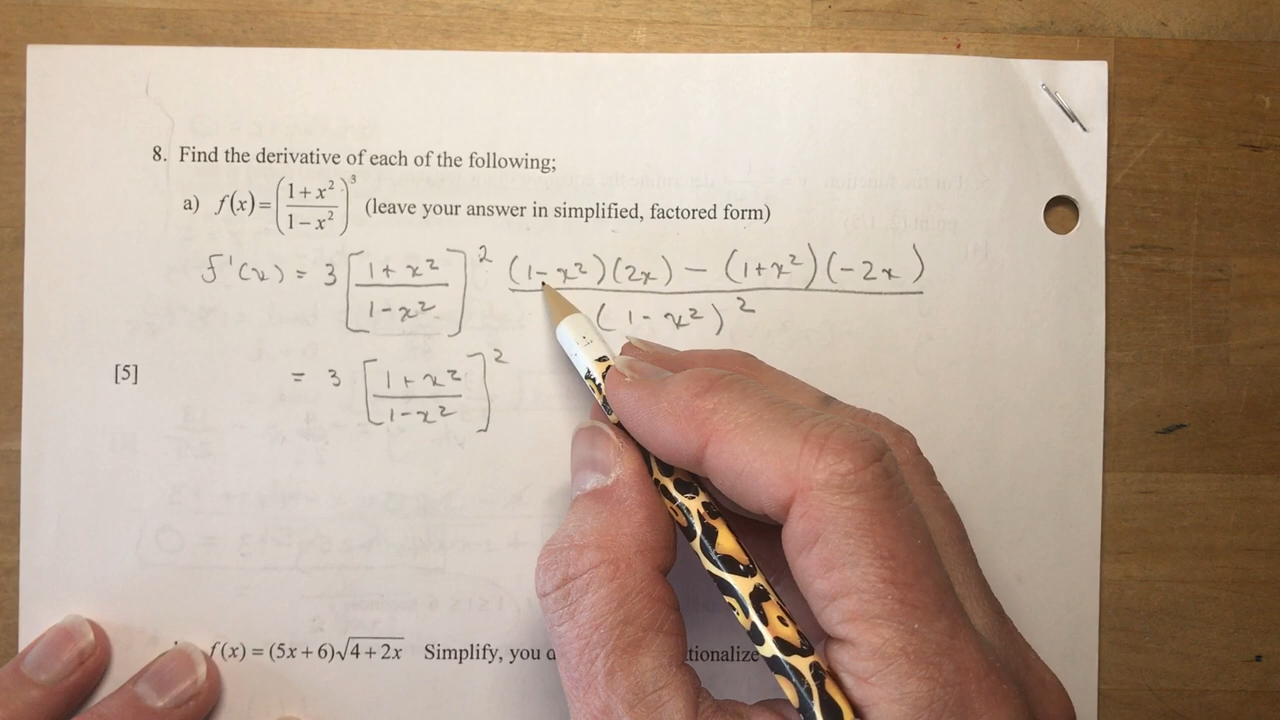 8. Find the derivative of each of the following;
a) f(x) = ((1 + x²)/(1 − x²))³ (leave your answer in simplified, factored form)
f'(x) = 3 [(1 + x²)/(1 − x²)]² ((1 − x²)(2x) − (1 + x²)(−2x))/(1 − x²)²
[5] = 3 [(1 + x²)/(1 − x²)]²
f(x) = (5x + 6)√(4 + 2x) Simplify, you